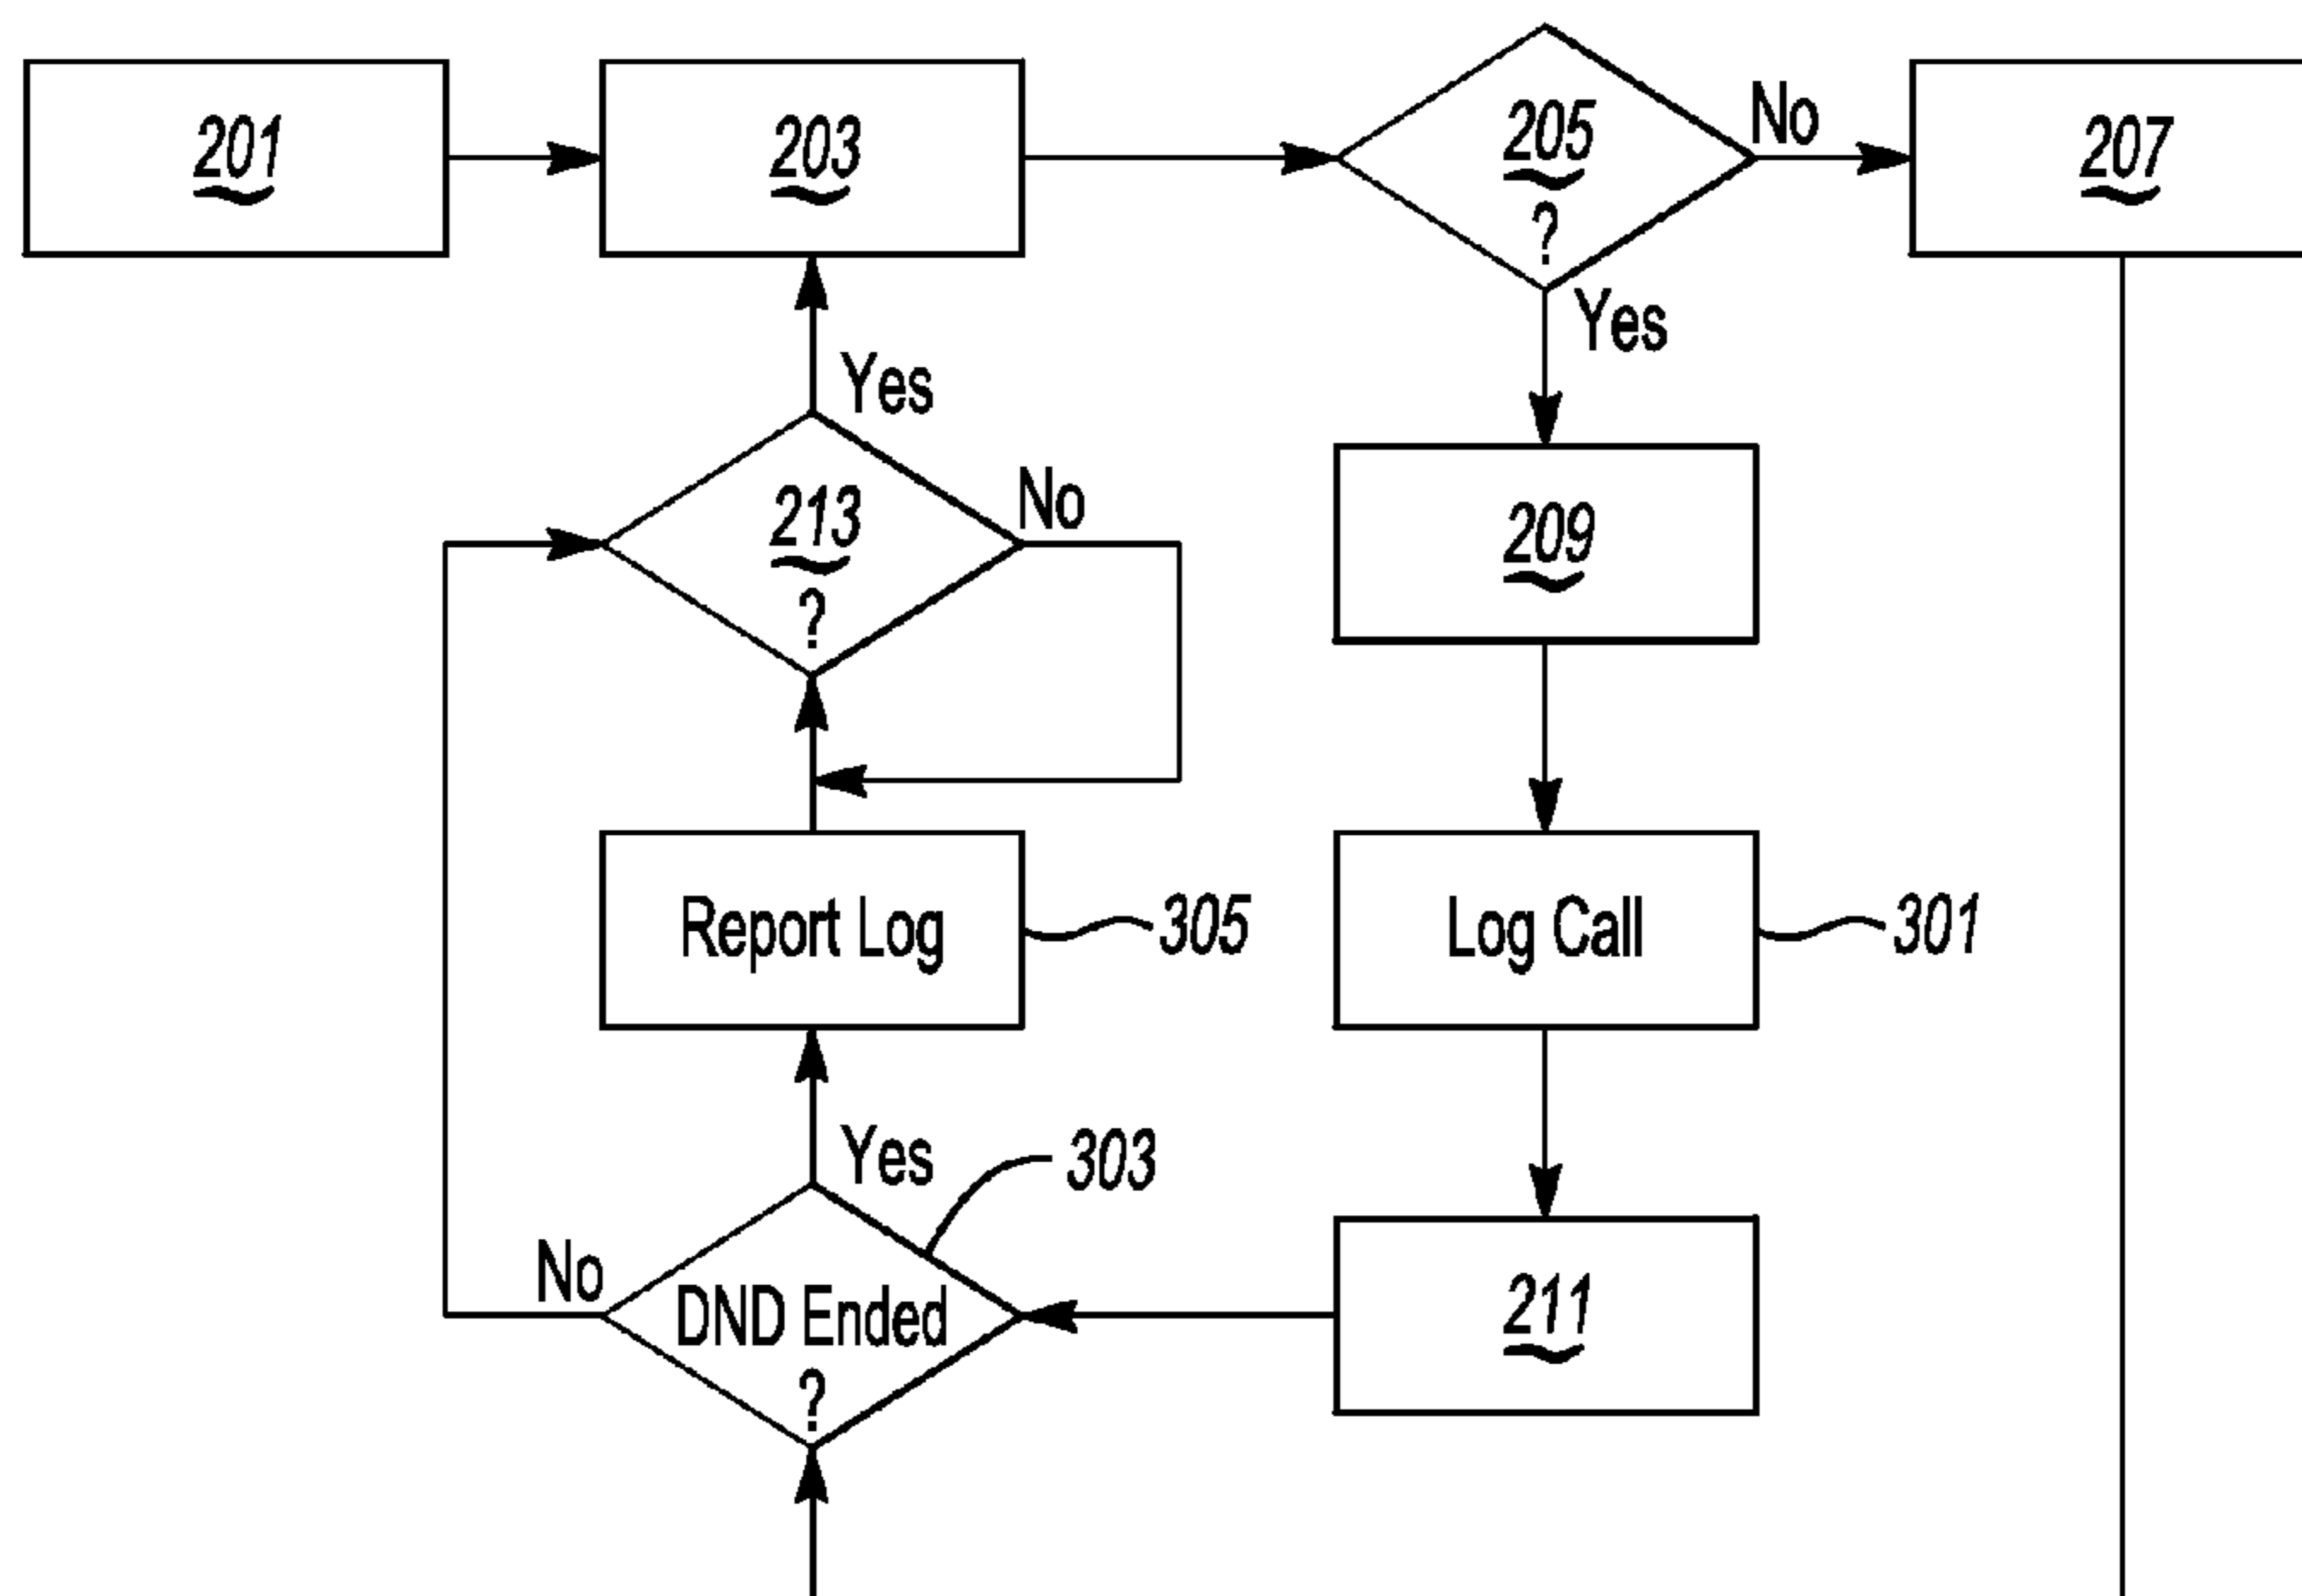 201
203
205
?
No
207
Yes
Yes
213
?
No
209
Report Log
305
Log Call
301
Yes
303
No
DND Ended
?
211